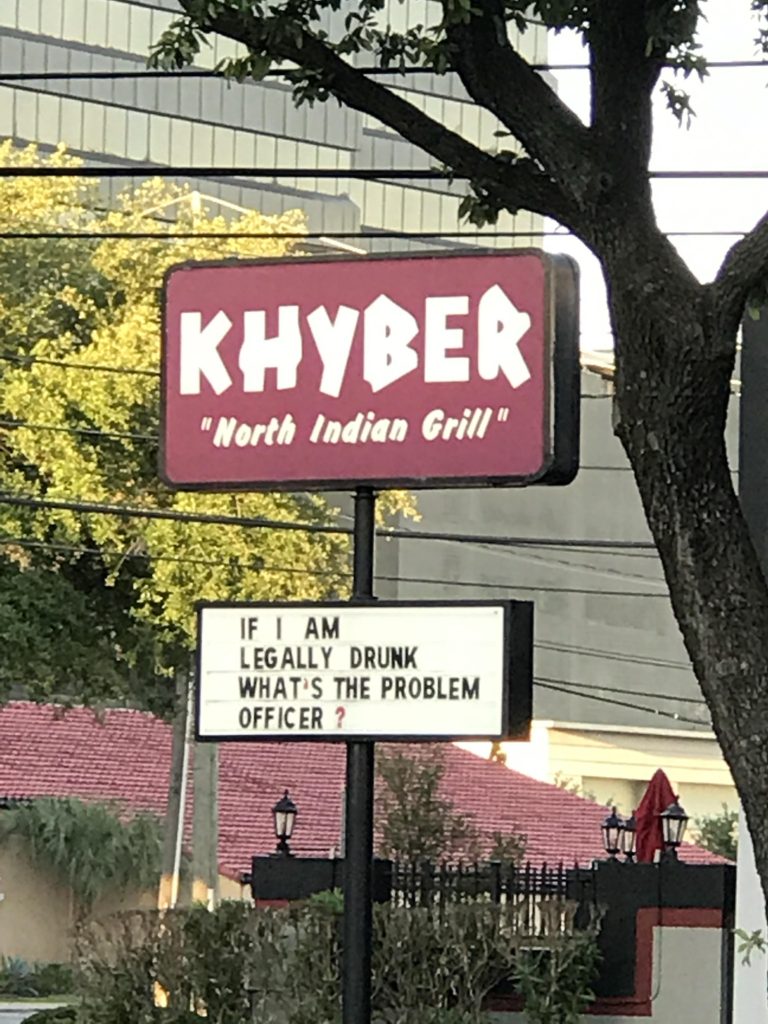 KHYBER
"North Indian Grill"
IF I AM
LEGALLY DRUNK
WHAT'S THE PROBLEM
OFFICER ?